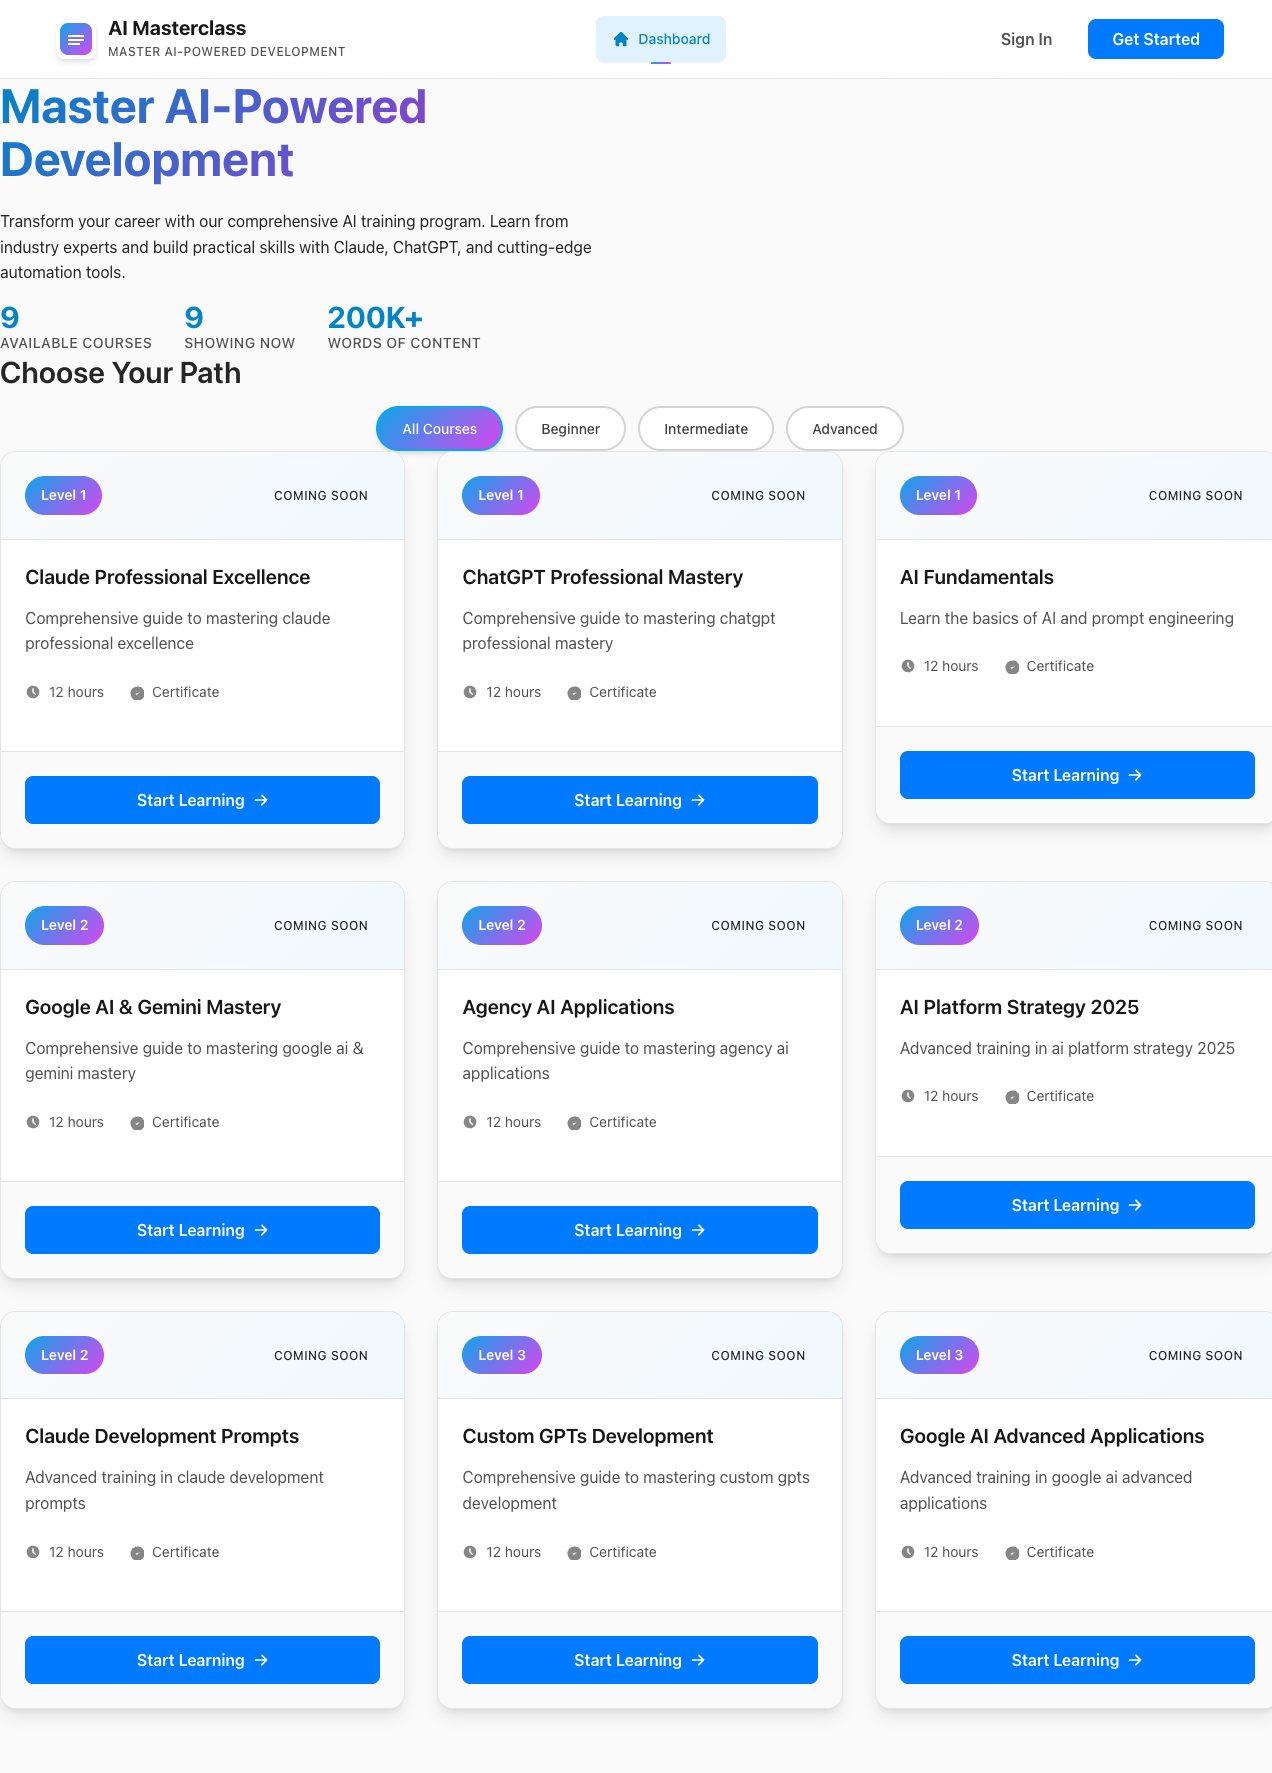 AI Masterclass
MASTER AI-POWERED DEVELOPMENT
Dashboard
Sign In
Get Started
Master AI-Powered
Development
Transform your career with our comprehensive AI training program. Learn from
industry experts and build practical skills with Claude, ChatGPT, and cutting-edge
automation tools.
9
AVAILABLE COURSES
9
SHOWING NOW
200K+
WORDS OF CONTENT
Choose Your Path
All Courses
Beginner
Intermediate
Advanced
Level 1
COMING SOON
Claude Professional Excellence
Comprehensive guide to mastering claude
professional excellence
12 hours
Certificate
Start Learning →
Level 1
COMING SOON
ChatGPT Professional Mastery
Comprehensive guide to mastering chatgpt
professional mastery
12 hours
Certificate
Start Learning →
Level 1
COMING SOON
AI Fundamentals
Learn the basics of AI and prompt engineering
12 hours
Certificate
Start Learning →
Level 2
COMING SOON
Google AI & Gemini Mastery
Comprehensive guide to mastering google ai &
gemini mastery
12 hours
Certificate
Start Learning →
Level 2
COMING SOON
Agency AI Applications
Comprehensive guide to mastering agency ai
applications
12 hours
Certificate
Start Learning →
Level 2
COMING SOON
AI Platform Strategy 2025
Advanced training in ai platform strategy 2025
12 hours
Certificate
Start Learning →
Level 2
COMING SOON
Claude Development Prompts
Advanced training in claude development
prompts
12 hours
Certificate
Start Learning →
Level 3
COMING SOON
Custom GPTs Development
Comprehensive guide to mastering custom gpts
development
12 hours
Certificate
Start Learning →
Level 3
COMING SOON
Google AI Advanced Applications
Advanced training in google ai advanced
applications
12 hours
Certificate
Start Learning →